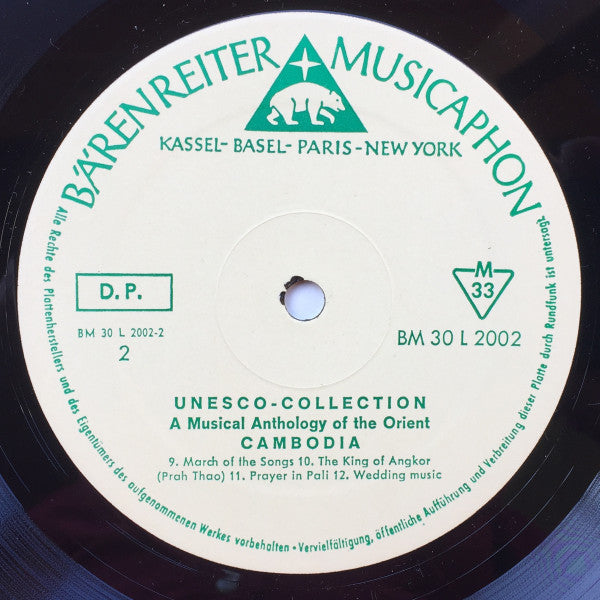 BÄRENREITER MUSICAPHON
KASSEL- BASEL- PARIS-NEW YORK
D. P.
BM 30 L 2002-2
2
M
33
BM 30 L 2002
UNESCO-COLLECTION
A Musical Anthology of the Orient
CAMBODIA
9. March of the Songs 10. The King of Angkor
(Prah Thao) 11. Prayer in Pali 12. Wedding music
Alle Rechte des Plattenherstellers und des Eigentümers des aufgenommenen Werkes vorbehalten • Vervielfältigung, öffentliche Aufführung und Verbreitung dieser Platte durch Rundfunk ist untersagt.